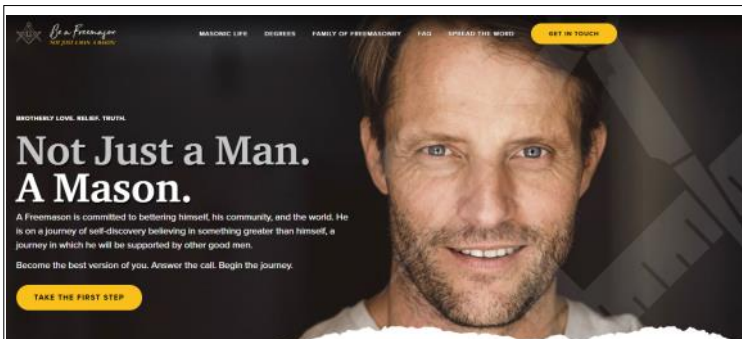 Be a Freemason
NOT JUST A MAN. A MASON.
MASONIC LIFE DEGREES FAMILY OF FREEMASONRY FAQ SPREAD THE WORD GET IN TOUCH
BROTHERLY LOVE. RELIEF. TRUTH.
Not Just a Man.
A Mason.
A Freemason is committed to bettering himself, his community, and the world. He
is on a journey of self-discovery believing in something greater than himself, a
journey in which he will be supported by other good men.
Become the best version of you. Answer the call. Begin the journey.
TAKE THE FIRST STEP